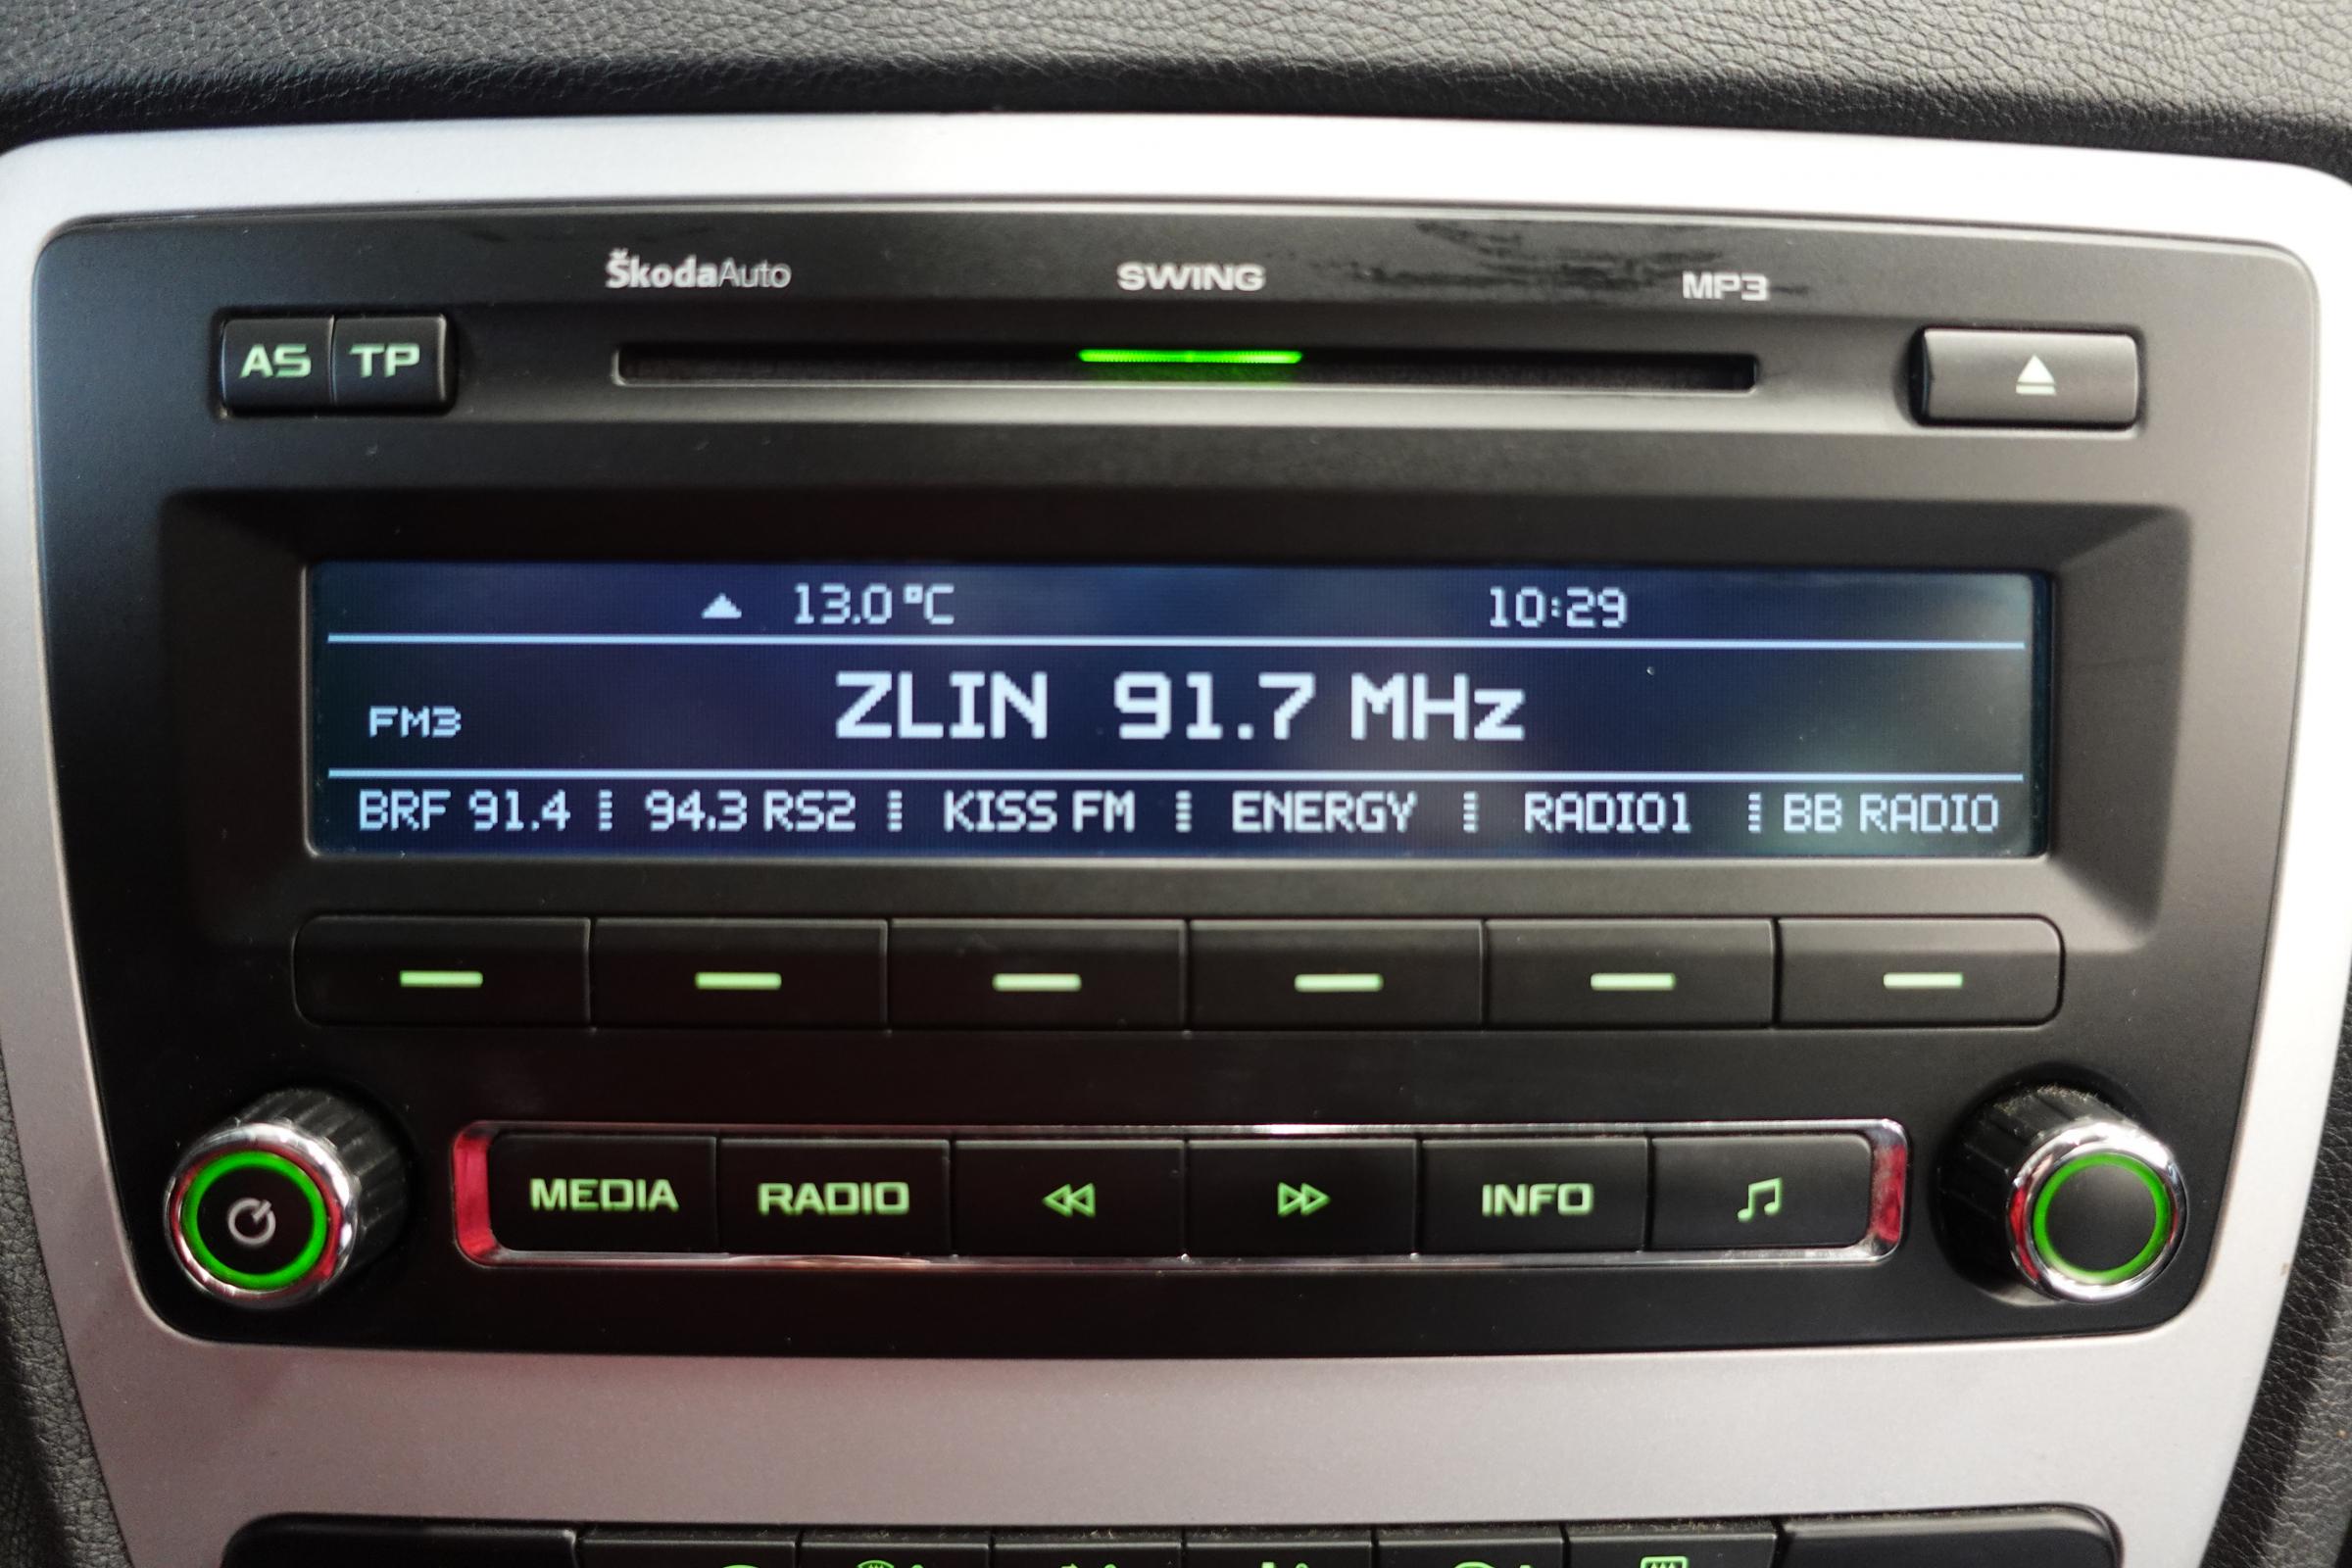 ŠkodaAuto SWING MP3
AS TP
13.0 °C 10:29
FM3 ZLIN 91.7 MHz
BRF 91.4 94.3 RS2 KISS FM ENERGY RADIO1 BB RADIO
MEDIA RADIO INFO